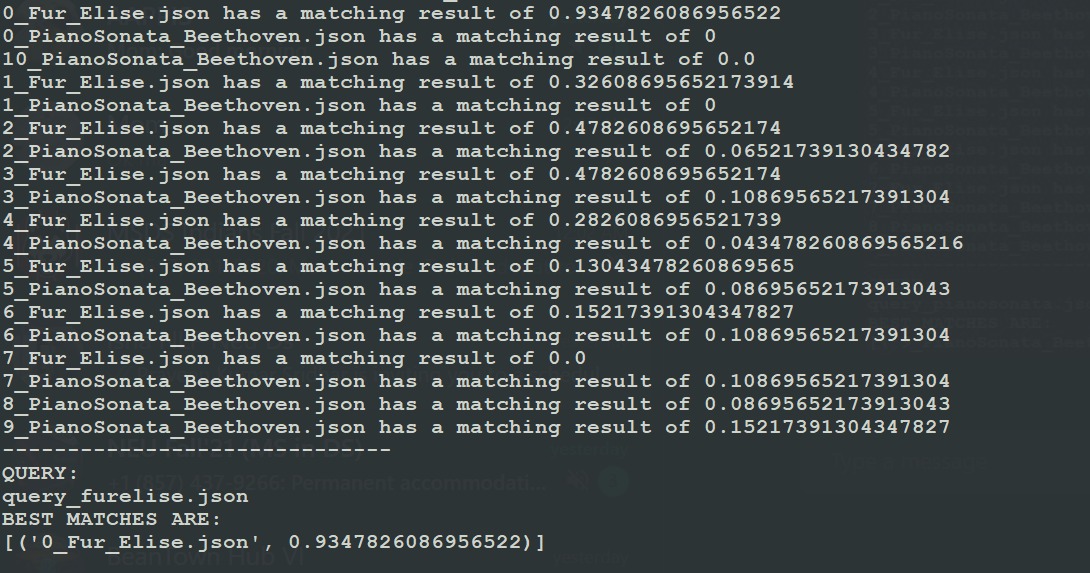 0_Fur_Elise.json has a matching result of 0.9347826086956522
0_PianoSonata_Beethoven.json has a matching result of 0
10_PianoSonata_Beethoven.json has a matching result of 0.0
1_Fur_Elise.json has a matching result of 0.32608695652173914
1_PianoSonata_Beethoven.json has a matching result of 0
2_Fur_Elise.json has a matching result of 0.4782608695652174
2_PianoSonata_Beethoven.json has a matching result of 0.06521739130434782
3_Fur_Elise.json has a matching result of 0.4782608695652174
3_PianoSonata_Beethoven.json has a matching result of 0.10869565217391304
4_Fur_Elise.json has a matching result of 0.2826086956521739
4_PianoSonata_Beethoven.json has a matching result of 0.043478260869565216
5_Fur_Elise.json has a matching result of 0.13043478260869565
5_PianoSonata_Beethoven.json has a matching result of 0.08695652173913043
6_Fur_Elise.json has a matching result of 0.15217391304347827
6_PianoSonata_Beethoven.json has a matching result of 0.10869565217391304
7_Fur_Elise.json has a matching result of 0.0
7_PianoSonata_Beethoven.json has a matching result of 0.10869565217391304
8_PianoSonata_Beethoven.json has a matching result of 0.08695652173913043
9_PianoSonata_Beethoven.json has a matching result of 0.15217391304347827
------------------------------
QUERY:
query_furelise.json
BEST MATCHES ARE:
[('0_Fur_Elise.json', 0.9347826086956522)]